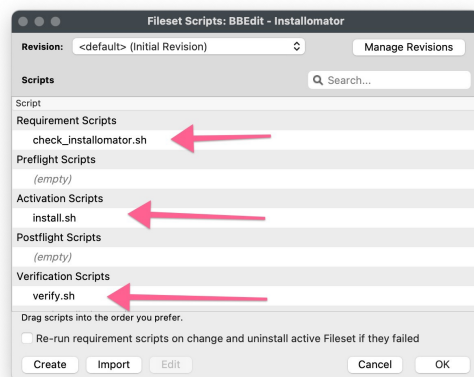 Fileset Scripts: BBEdit - Installomator
Revision: <default> (Initial Revision) Manage Revisions
Scripts Search...
Script
Requirement Scripts
check_installomator.sh
Preflight Scripts
(empty)
Activation Scripts
install.sh
Postflight Scripts
(empty)
Verification Scripts
verify.sh
Drag scripts into the order you prefer.
Re-run requirement scripts on change and uninstall active Fileset if they failed
Create Import Edit Cancel OK